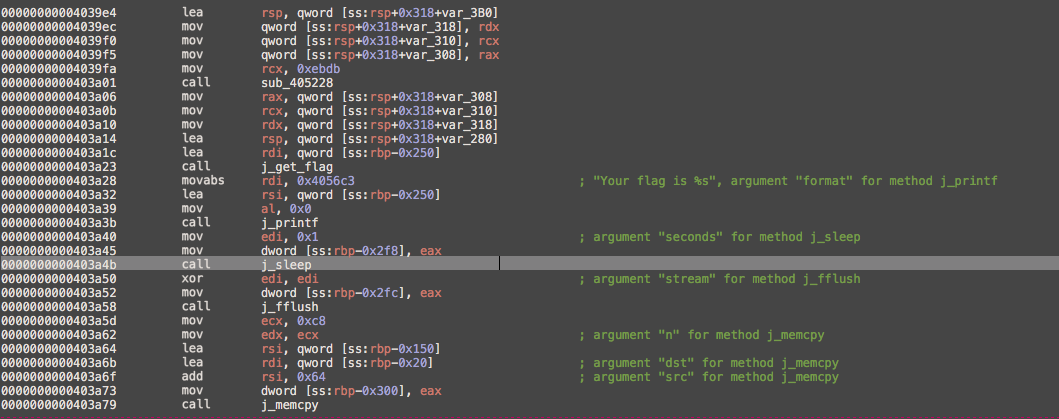 00000000004039e4 lea rsp, qword [ss:rsp+0x318+var_3B0]
00000000004039ec mov qword [ss:rsp+0x318+var_318], rdx
00000000004039f0 mov qword [ss:rsp+0x318+var_310], rcx
00000000004039f5 mov qword [ss:rsp+0x318+var_308], rax
00000000004039fa mov rcx, 0xebdb
0000000000403a01 call sub_405228
0000000000403a06 mov rax, qword [ss:rsp+0x318+var_308]
0000000000403a0b mov rcx, qword [ss:rsp+0x318+var_310]
0000000000403a10 mov rdx, qword [ss:rsp+0x318+var_318]
0000000000403a14 lea rsp, qword [ss:rsp+0x318+var_280]
0000000000403a1c lea rdi, qword [ss:rbp-0x250]
0000000000403a23 call j_get_flag
0000000000403a28 movabs rdi, 0x4056c3 ; "Your flag is %s", argument "format" for method j_printf
0000000000403a32 lea rsi, qword [ss:rbp-0x250]
0000000000403a39 mov al, 0x0
0000000000403a3b call j_printf
0000000000403a40 mov edi, 0x1 ; argument "seconds" for method j_sleep
0000000000403a45 mov dword [ss:rbp-0x2f8], eax
0000000000403a4b call j_sleep
0000000000403a50 xor edi, edi ; argument "stream" for method j_fflush
0000000000403a52 mov dword [ss:rbp-0x2fc], eax
0000000000403a58 call j_fflush
0000000000403a5d mov ecx, 0xc8
0000000000403a62 mov edx, ecx ; argument "n" for method j_memcpy
0000000000403a64 lea rsi, qword [ss:rbp-0x150]
0000000000403a6b lea rdi, qword [ss:rbp-0x20] ; argument "dst" for method j_memcpy
0000000000403a6f add rsi, 0x64 ; argument "src" for method j_memcpy
0000000000403a73 mov dword [ss:rbp-0x300], eax
0000000000403a79 call j_memcpy